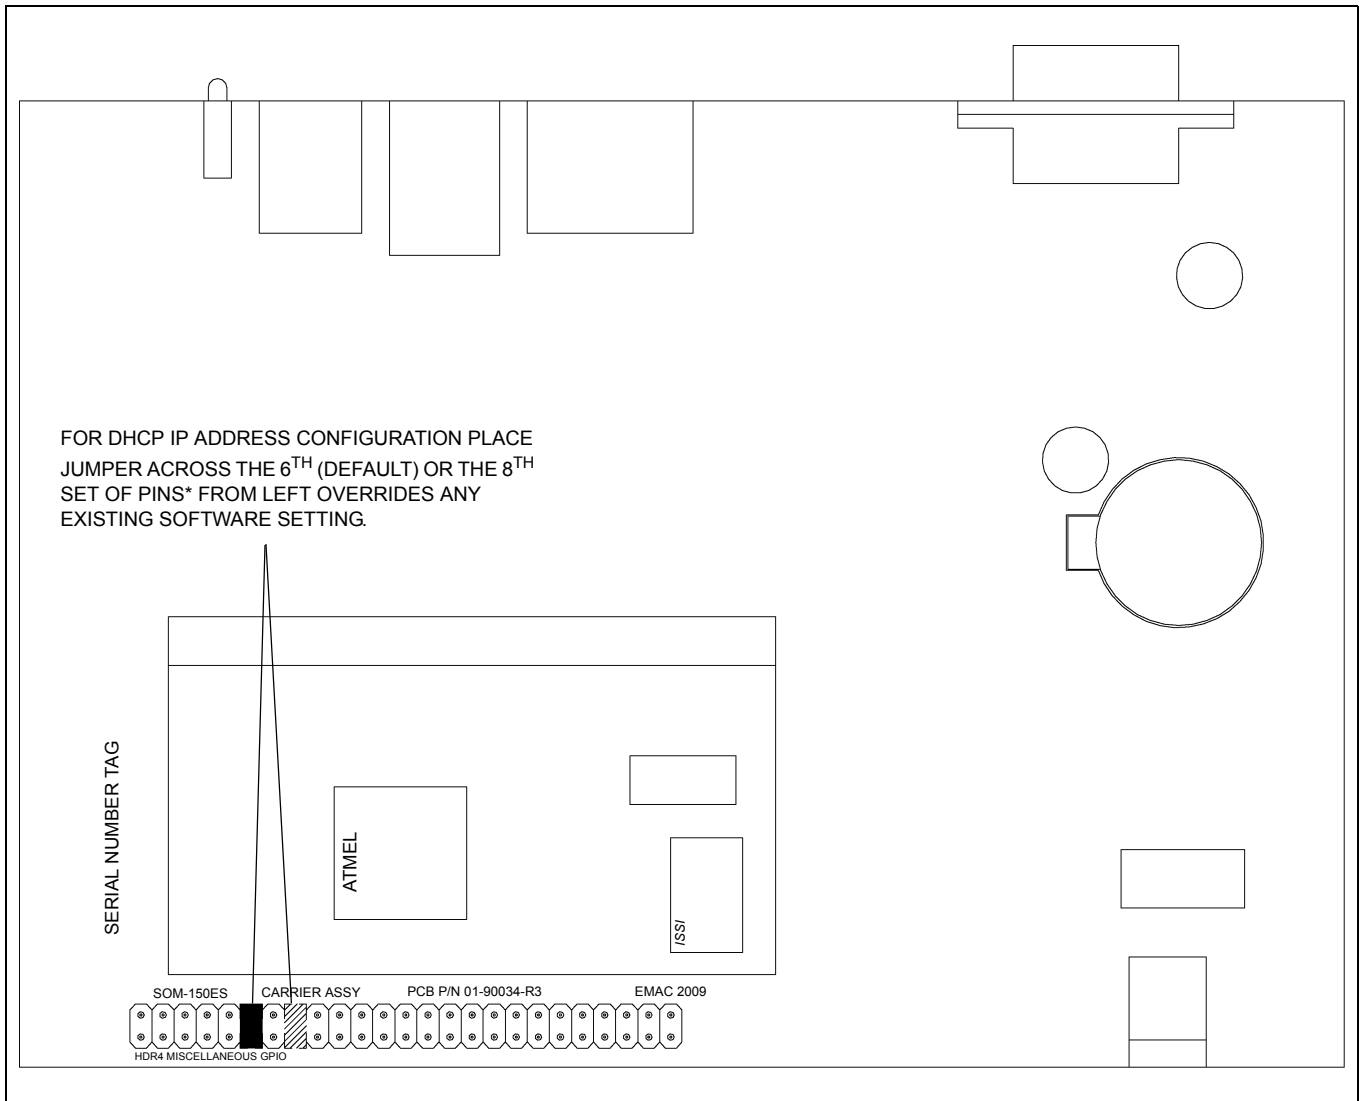 FOR DHCP IP ADDRESS CONFIGURATION PLACE
JUMPER ACROSS THE 6TH (DEFAULT) OR THE 8TH
SET OF PINS* FROM LEFT OVERRIDES ANY
EXISTING SOFTWARE SETTING.
SERIAL NUMBER TAG
ATMEL
ISSI
SOM-150ES CARRIER ASSY PCB P/N 01-90034-R3 EMAC 2009
HDR4 MISCELLANEOUS GPIO